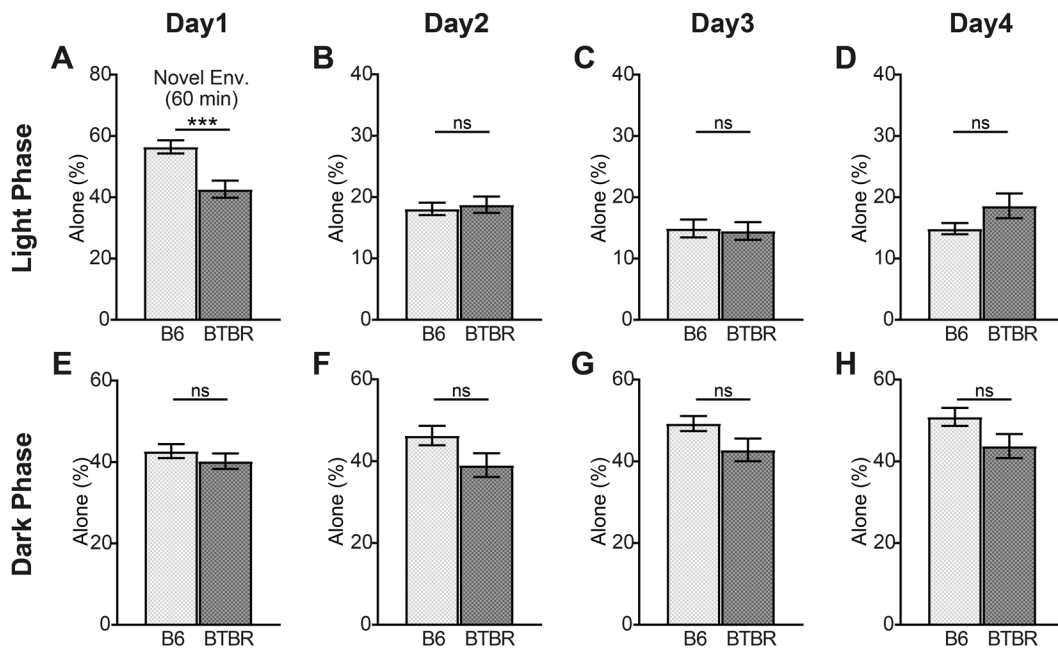 Day1
Day2
Day3
Day4
Light Phase
A
Novel Env.
(60 min)
***
Alone (%)
80
60
40
20
0
B6 BTBR
B
ns
Alone (%)
40
30
20
10
0
B6 BTBR
C
ns
Alone (%)
40
30
20
10
0
B6 BTBR
D
ns
Alone (%)
40
30
20
10
0
B6 BTBR
Dark Phase
E
ns
Alone (%)
60
40
20
0
B6 BTBR
F
ns
Alone (%)
60
40
20
0
B6 BTBR
G
ns
Alone (%)
60
40
20
0
B6 BTBR
H
ns
Alone (%)
60
40
20
0
B6 BTBR